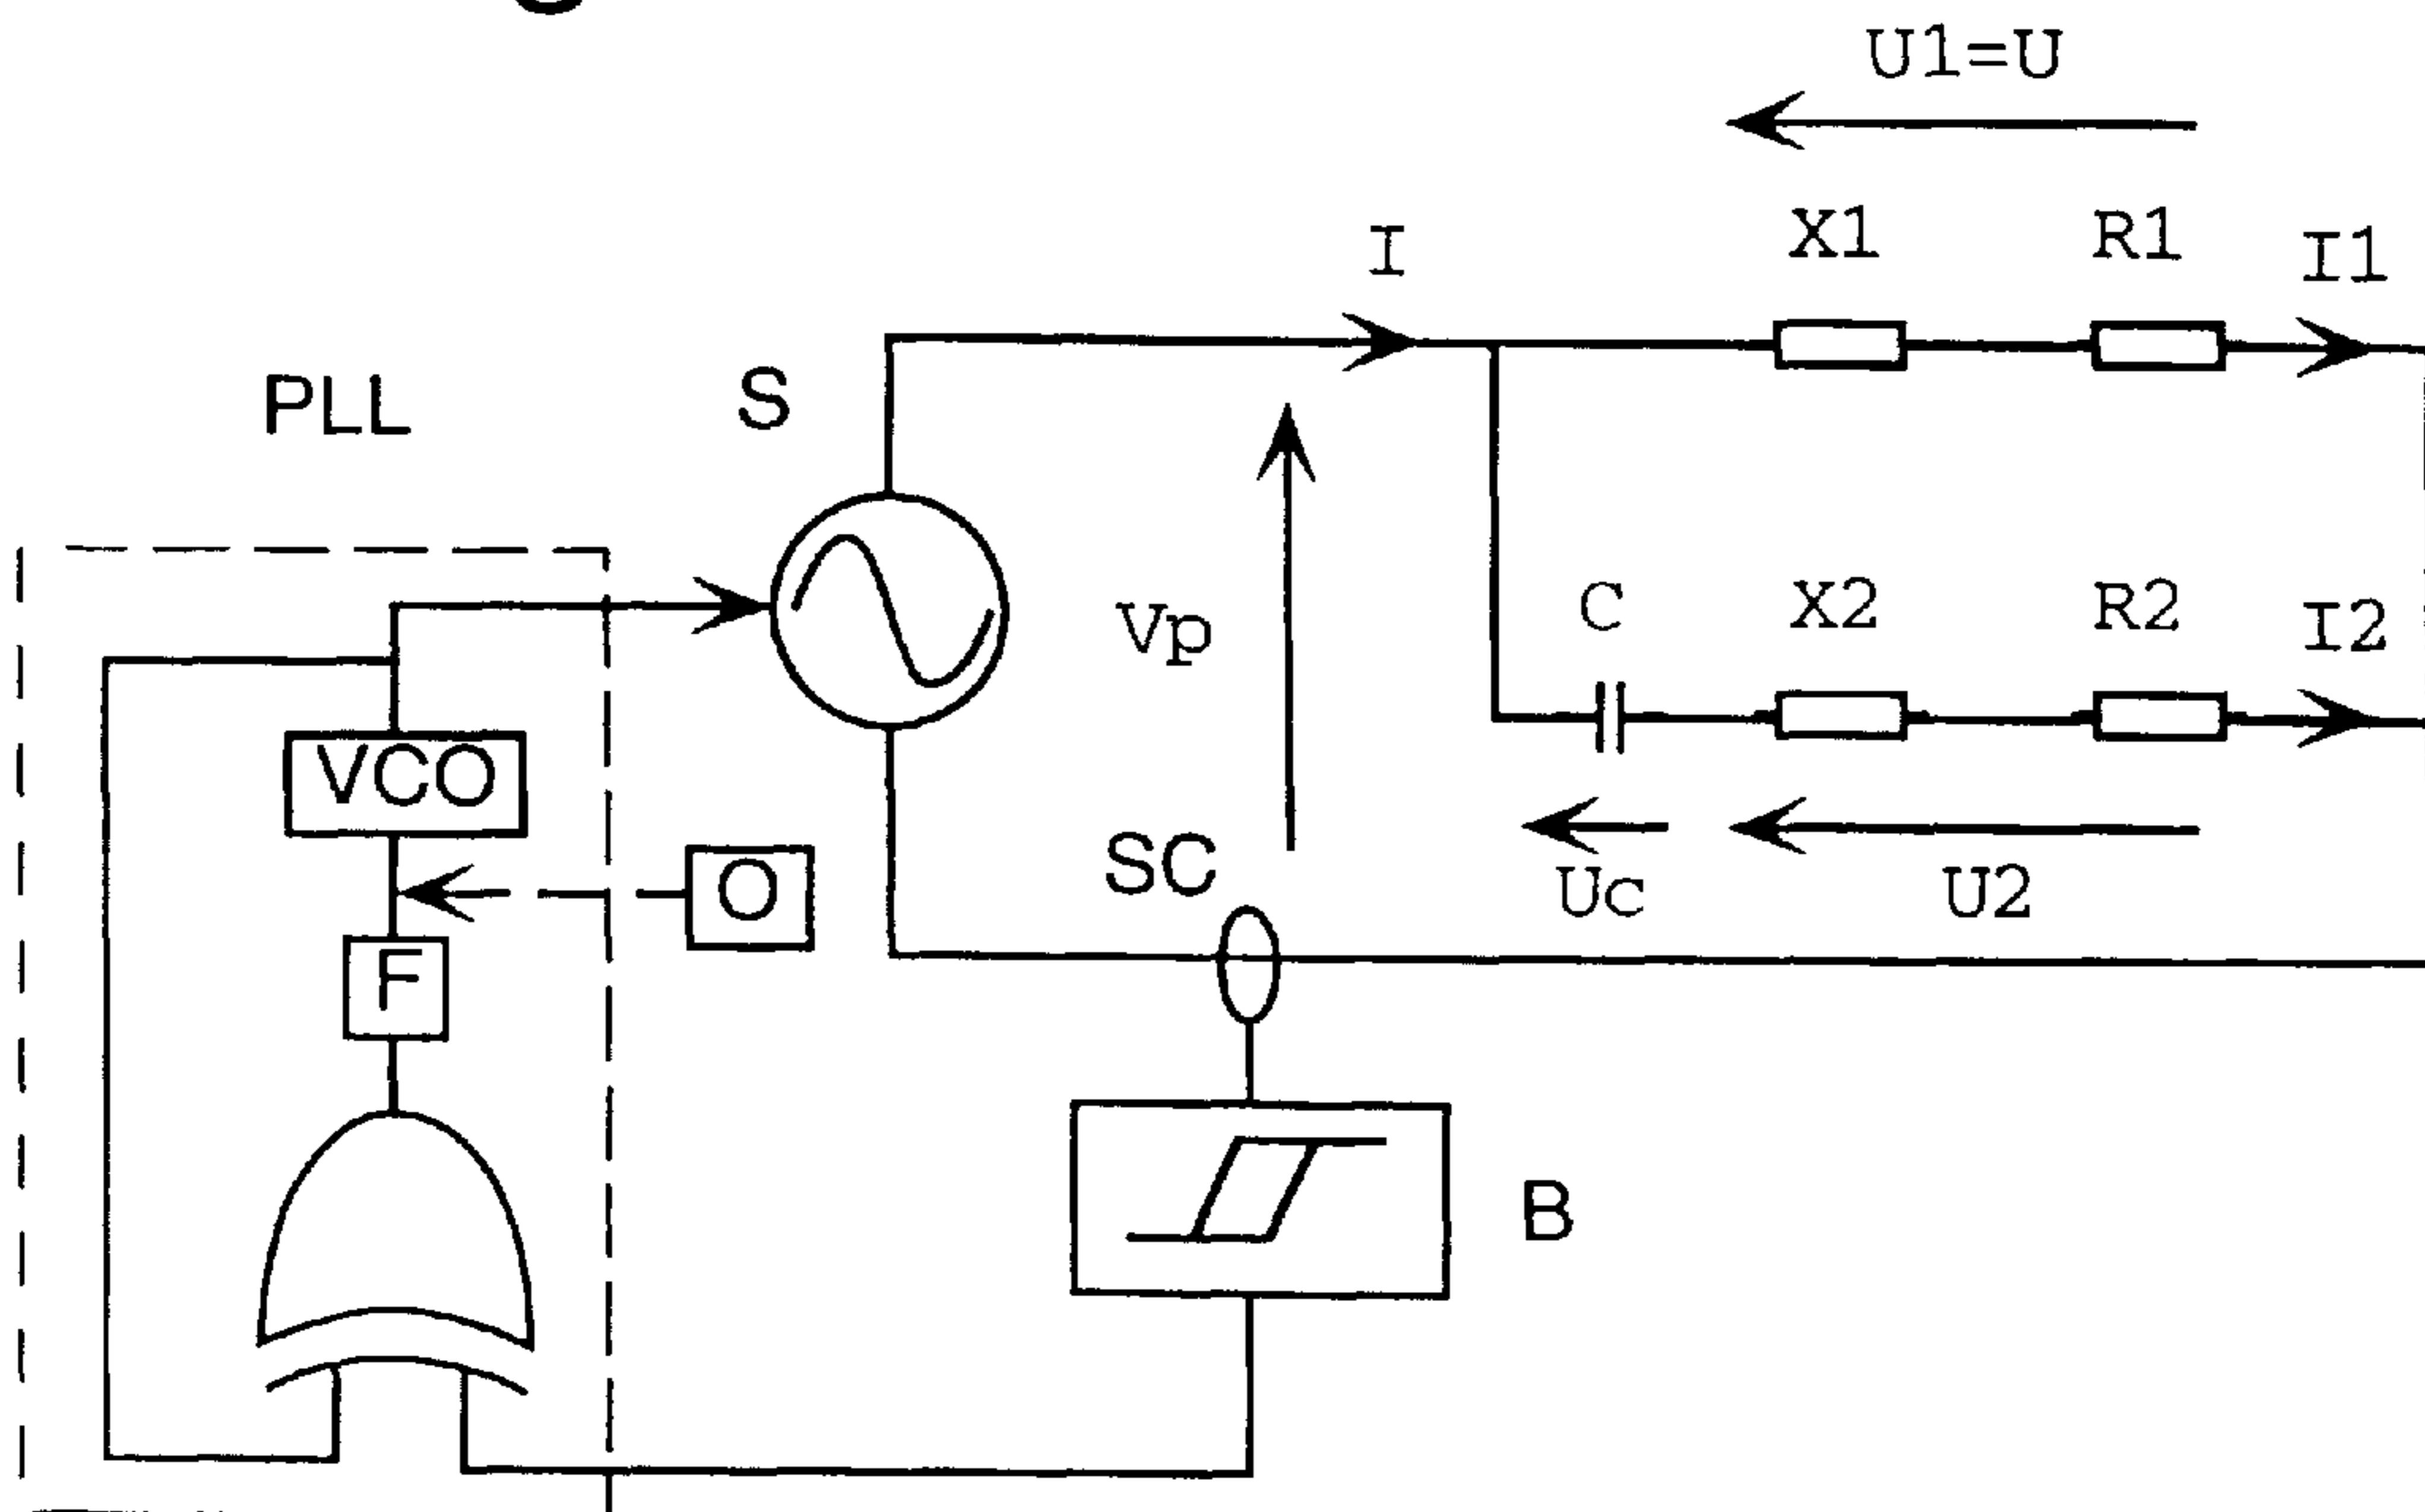 U1=U
I X1 R1 I1
PLL S
Vp C X2 R2 I2
VCO
O SC Uc U2
F
B